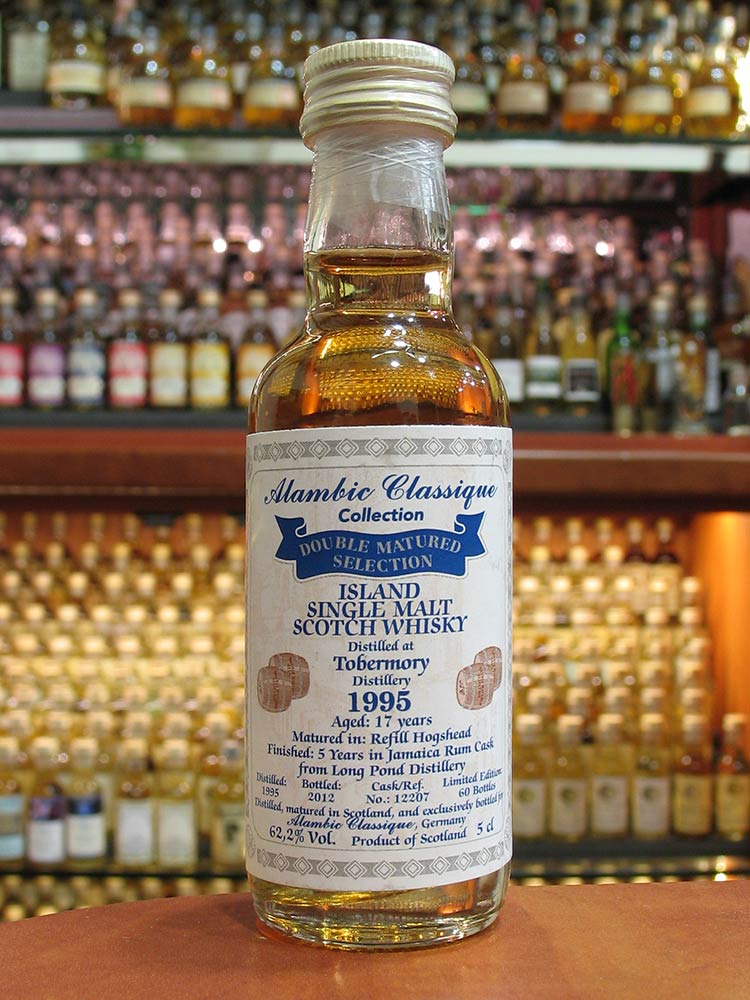 Alambic Classique
Collection
DOUBLE MATURED
SELECTION
ISLAND
SINGLE MALT
SCOTCH WHISKY
Distilled at
Tobermory
Distillery
1995
Aged: 17 years
Matured in: Refill Hogshead
Finished: 5 Years in Jamaica Rum Cask
from Long Pond Distillery
Distilled: Bottled: Cask/Ref. Limited Edition:
1995 2012 No.: 12207 60 Bottles
Distilled, matured in Scotland, and exclusively bottled for
Alambic Classique, Germany
62,2% Vol. Product of Scotland 5 cl